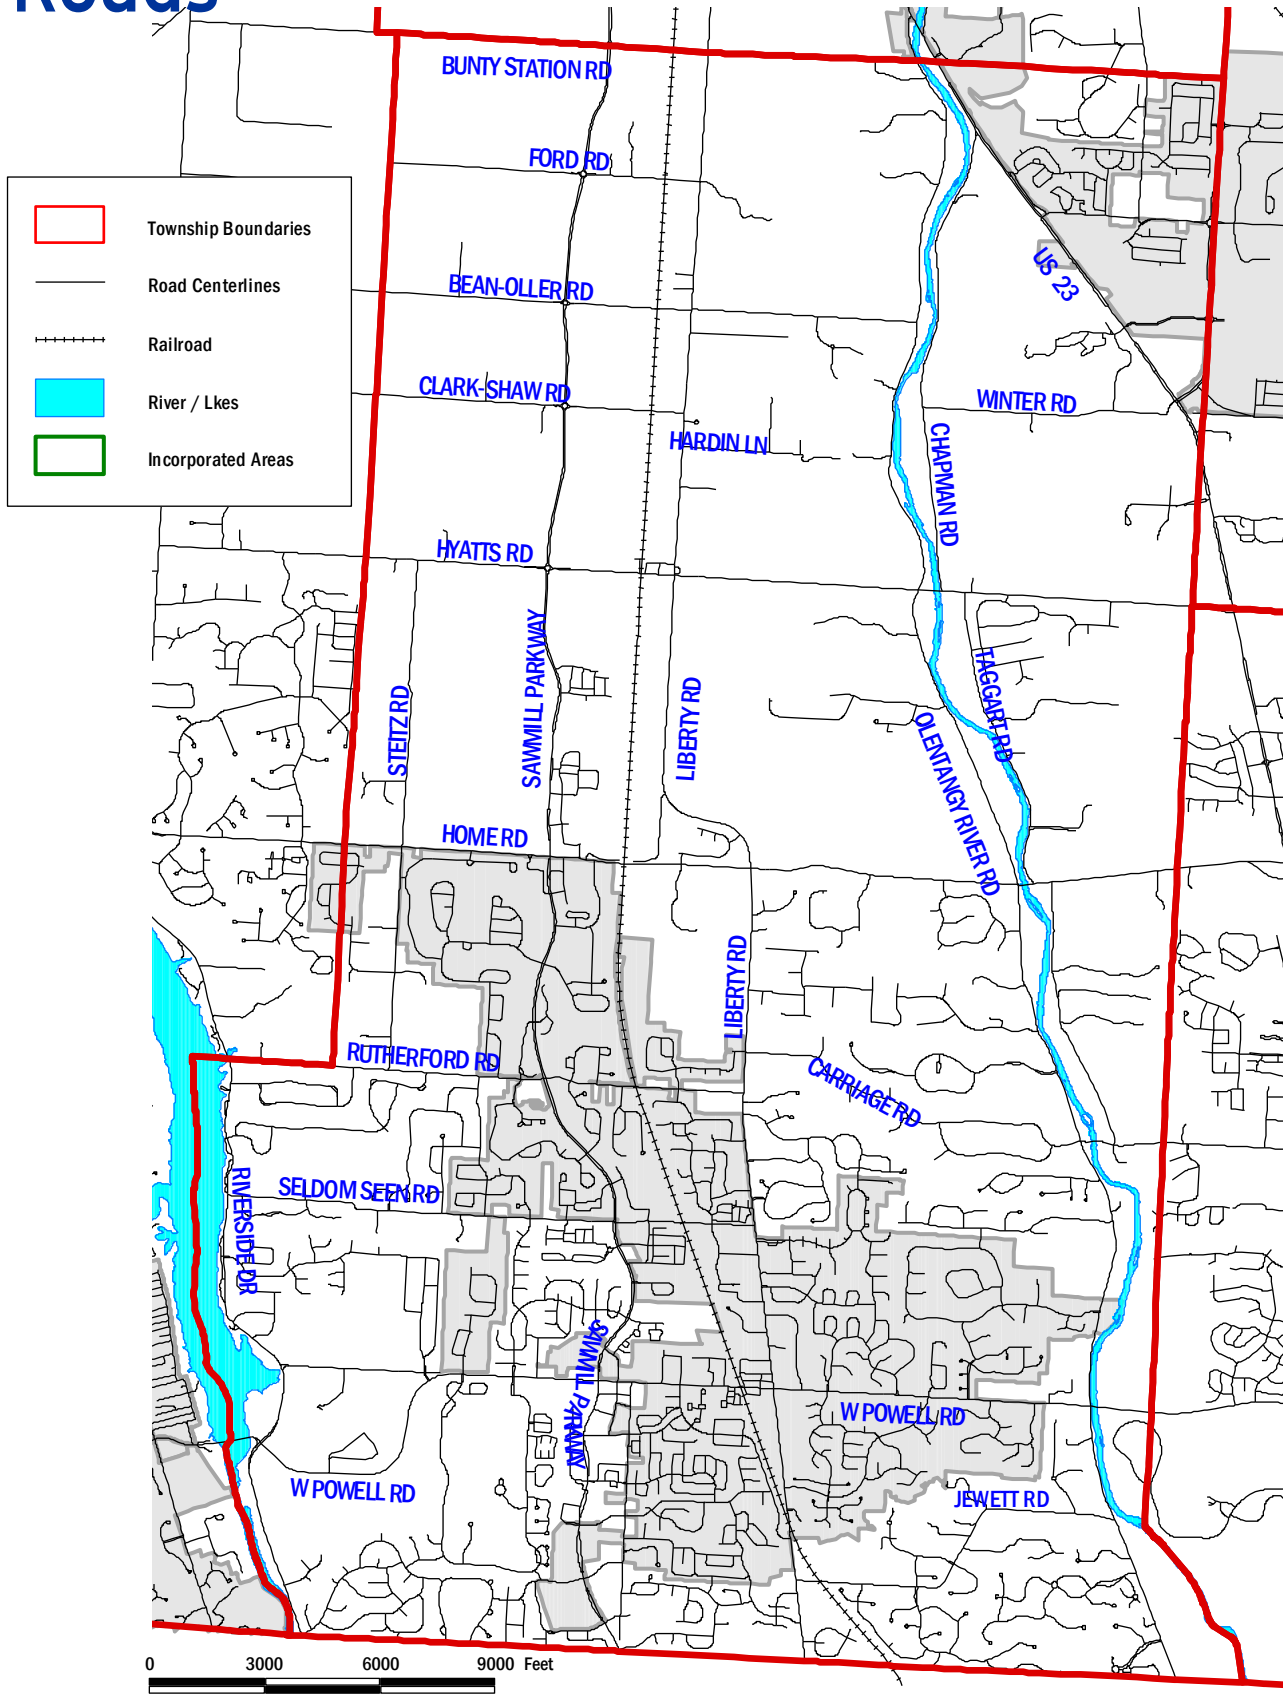 Roads
BUNTY STATION RD
FORD RD
Township Boundaries
Road Centerlines
Railroad
River / Lkes
Incorporated Areas
US 23
BEAN-OLLER RD
CLARK-SHAW RD
WINTER RD
HARDIN LN
CHAPMAN RD
HYATTS RD
SAWMILL PARKWAY
STEITZ RD
LIBERTY RD
TAGGART RD
OLENTANGY RIVER RD
HOME RD
LIBERTY RD
RUTHERFORD RD
CARRIAGE RD
SELDOM SEEN RD
RIVERSIDE DR
SAWMILL PARKWAY
W POWELL RD
W POWELL RD
JEWETT RD
0 3000 6000 9000 Feet